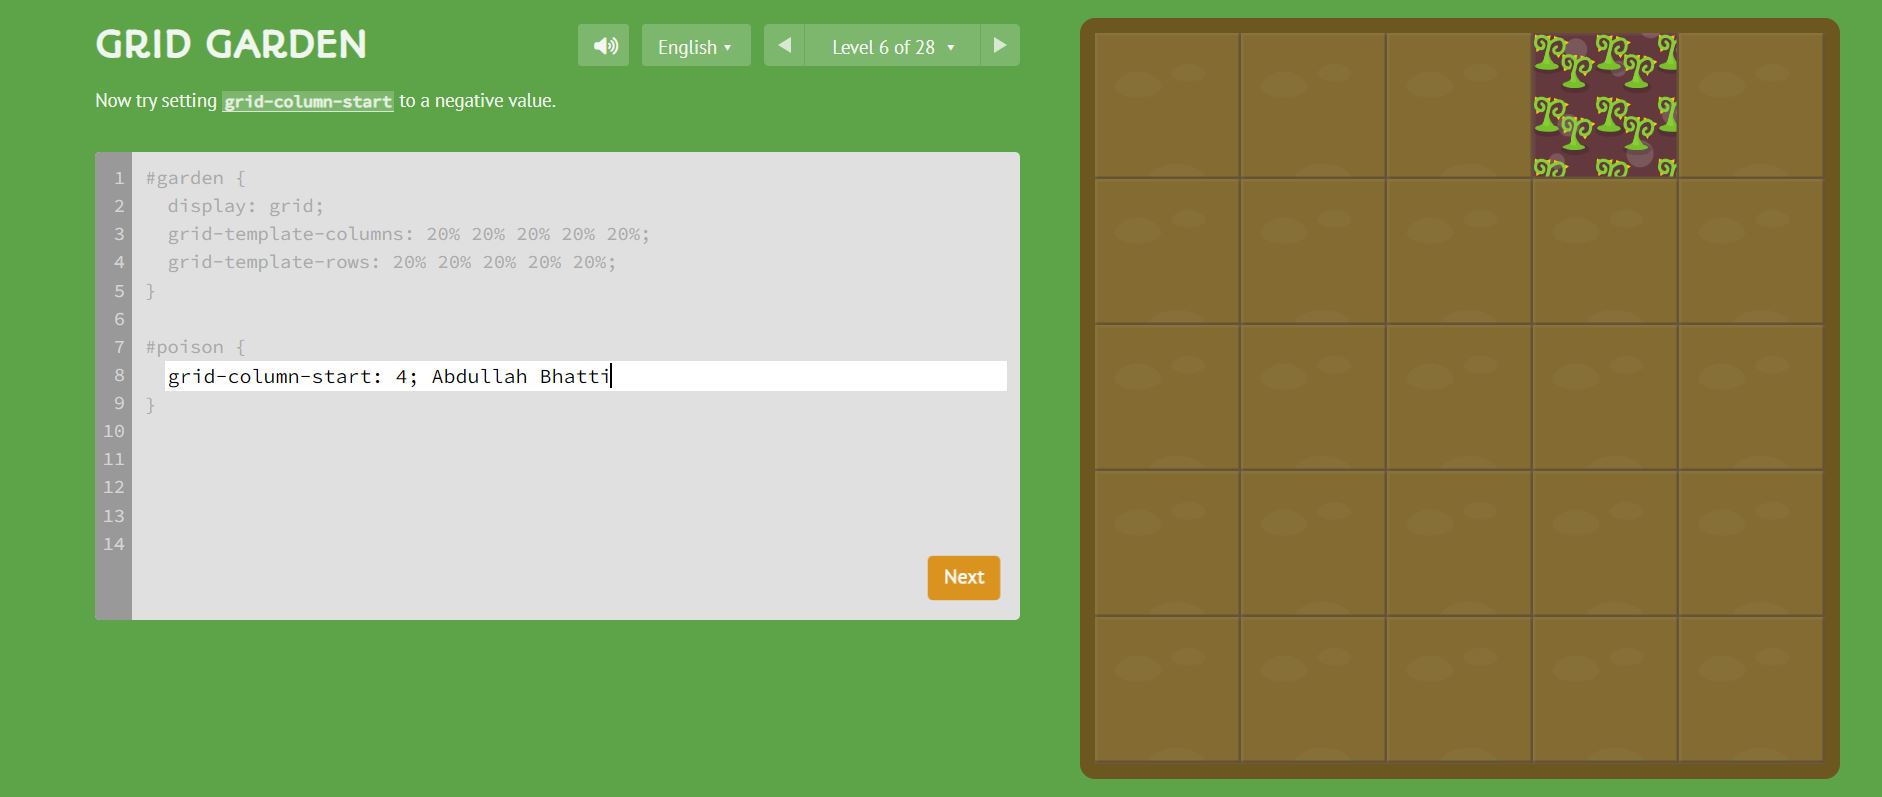 GRID GARDEN
English ▾
Level 6 of 28 ▾
Now try setting grid-column-start to a negative value.
1 #garden {
2 display: grid;
3 grid-template-columns: 20% 20% 20% 20% 20%;
4 grid-template-rows: 20% 20% 20% 20% 20%;
5 }
6
7 #poison {
8 grid-column-start: 4; Abdullah Bhatti
9 }
10
11
12
13
14
Next